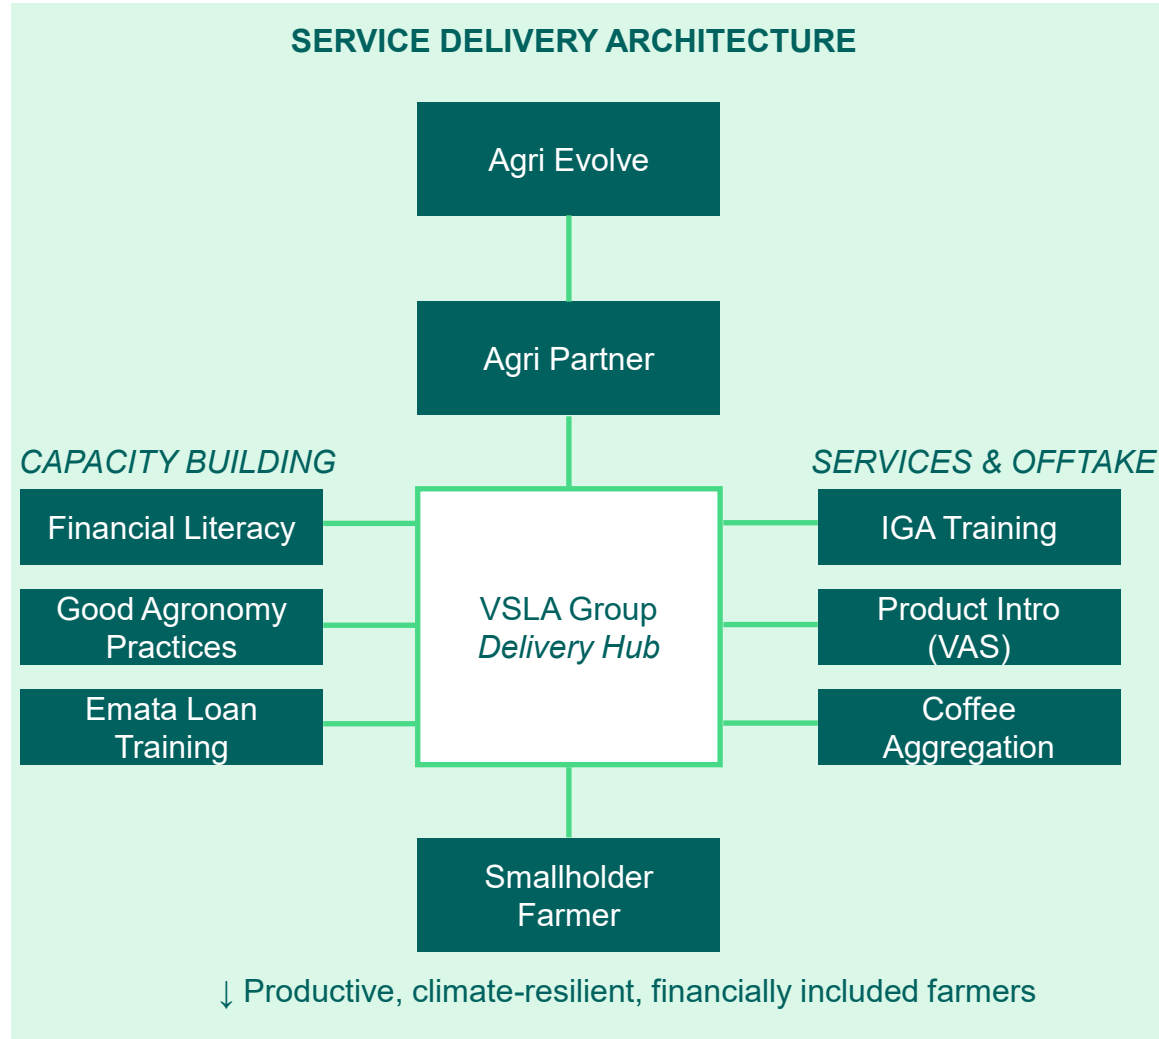 SERVICE DELIVERY ARCHITECTURE
Agri Evolve
Agri Partner
CAPACITY BUILDING
Financial Literacy
Good Agronomy
Practices
Emata Loan
Training
VSLA Group
Delivery Hub
SERVICES & OFFTAKE
IGA Training
Product Intro
(VAS)
Coffee
Aggregation
Smallholder
Farmer
↓ Productive, climate-resilient, financially included farmers